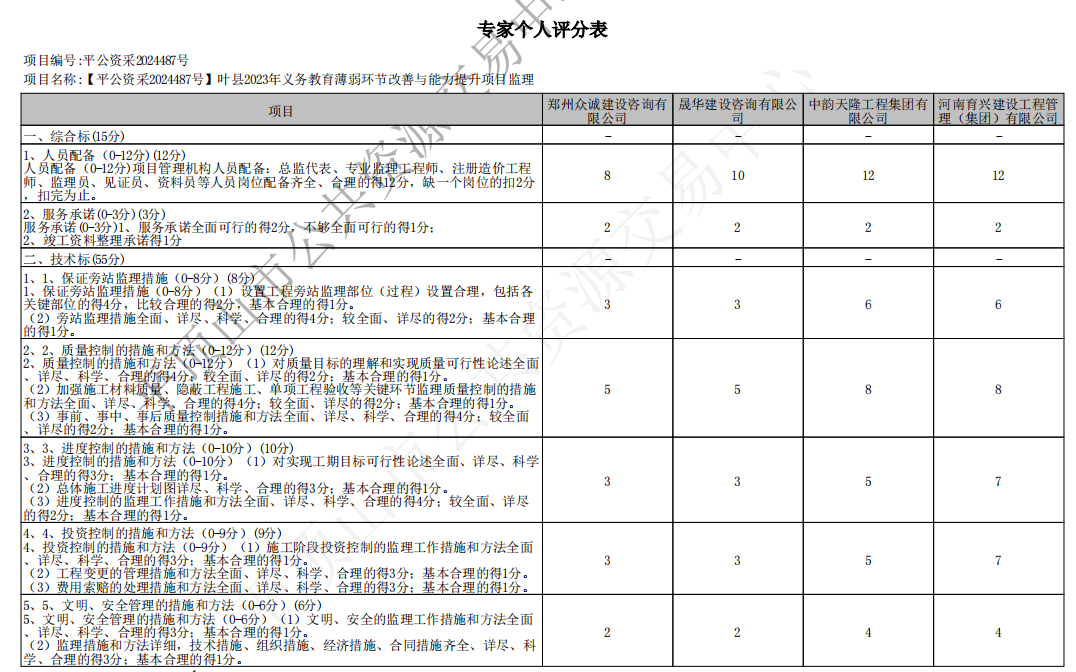 专家个人评分表
项目编号:平公资采2024487号
项目名称:【平公资采2024487号】叶县2023年义务教育薄弱环节改善与能力提升项目监理
项目
郑州众诚建设咨询有
限公司
晟华建设咨询有限公
司
中韵天隆工程集团有
限公司
河南育兴建设工程管
理（集团）有限公司
一、综合标(15分)
-
-
-
-
1、人员配备（0-12分)(12分)
人员配备（0-12分)项目管理机构人员配备：总监代表、专业监理工程师、注册造价工程
师、监理员、见证员、资料员等人员岗位配备齐全、合理的得12分，缺一个岗位的扣2分
，扣完为止。
8
10
12
12
2、服务承诺(0-3分)(3分)
服务承诺(0-3分)1、服务承诺全面可行的得2分，不够全面可行的得1分；
2、竣工资料整理承诺得1分
2
2
2
2
二、技术标(55分)
-
-
-
-
1、1、保证旁站监理措施（0-8分）(8分)
1、保证旁站监理措施（0-8分）（1）设置工程旁站监理部位（过程）设置合理，包括各
关键部位的得4分，比较合理的得2分，基本合理的得1分。
（2）旁站监理措施全面、详尽、科学、合理的得4分；较全面、详尽的得2分；基本合理
的得1分。
3
3
6
6
2、2、质量控制的措施和方法（0-12分）(12分)
2、质量控制的措施和方法（0-12分）（1）对质量目标的理解和实现质量可行性论述全面
、详尽、科学、合理的得4分；较全面、详尽的得2分；基本合理的得1分。
（2）加强施工材料质量、隐蔽工程施工、单项工程验收等关键环节监理质量控制的措施
和方法全面、详尽、科学、合理的得4分；较全面、详尽的得2分；基本合理的得1分。
（3）事前、事中、事后质量控制措施和方法全面、详尽、科学、合理的得4分；较全面
、详尽的得2分；基本合理的得1分。
5
5
8
8
3、3、进度控制的措施和方法（0-10分）(10分)
3、进度控制的措施和方法（0-10分）（1）对实现工期目标可行性论述全面、详尽、科学
、合理的得3分；基本合理的得1分。
（2）总体施工进度计划图详尽、科学、合理的得3分；基本合理的得1分。
（3）进度控制的监理工作措施和方法全面、详尽、科学、合理的得4分；较全面、详尽
的得2分；基本合理的得1分。
3
3
5
7
4、4、投资控制的措施和方法（0-9分）(9分)
4、投资控制的措施和方法（0-9分）（1）施工阶段投资控制的监理工作措施和方法全面
、详尽、科学、合理的得3分；基本合理的得1分。
（2）工程变更的管理措施和方法全面、详尽、科学、合理的得3分；基本合理的得1分。
（3）费用索赔的处理措施和方法全面、详尽、科学、合理的得3分；基本合理的得1分。
3
3
5
7
5、5、文明、安全管理的措施和方法（0-6分）(6分)
5、文明、安全管理的措施和方法（0-6分）（1）文明、安全的监理工作措施和方法全面
、详尽、科学、合理的得3分；基本合理的得1分。
（2）监理措施和方法详细，技术措施、组织措施、经济措施、合同措施齐全、详尽、科
学、合理的得3分；基本合理的得1分。
2
2
4
4
平顶山市公共资源交易中
平顶山市公共资源交易中心